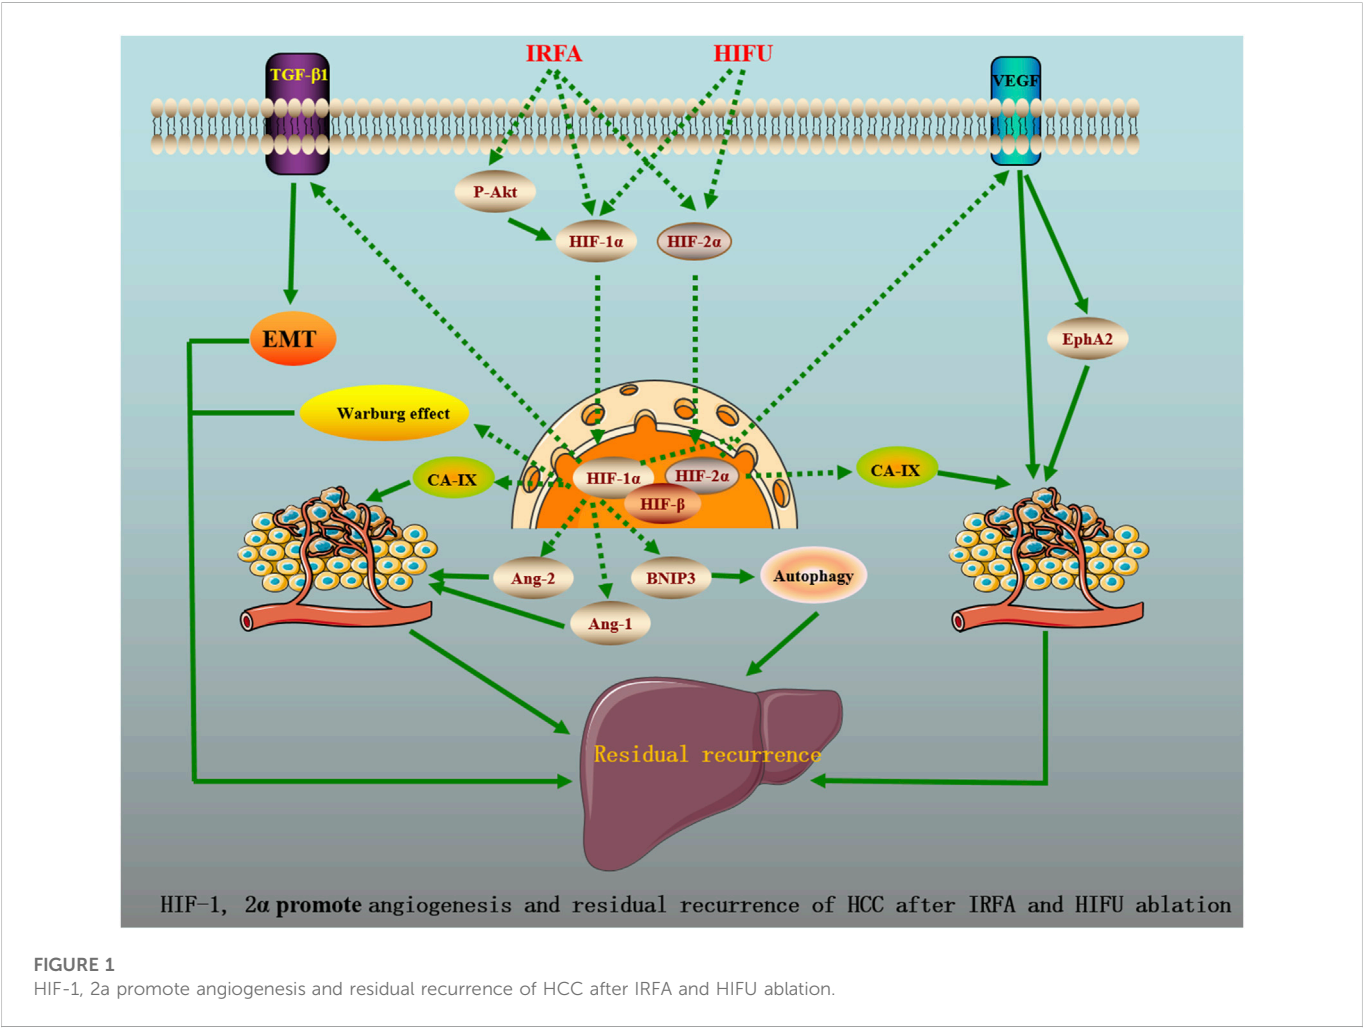 IRFA
HIFU
TGF-β1
VEGF
P-Akt
HIF-1α
HIF-2α
EMT
EphA2
Warburg effect
CA-IX
HIF-1α
HIF-2α
CA-IX
HIF-β
Ang-2
BNIP3
Autophagy
Ang-1
Residual recurrence
HIF-1, 2α promote angiogenesis and residual recurrence of HCC after IRFA and HIFU ablation
FIGURE 1
HIF-1, 2a promote angiogenesis and residual recurrence of HCC after IRFA and HIFU ablation.